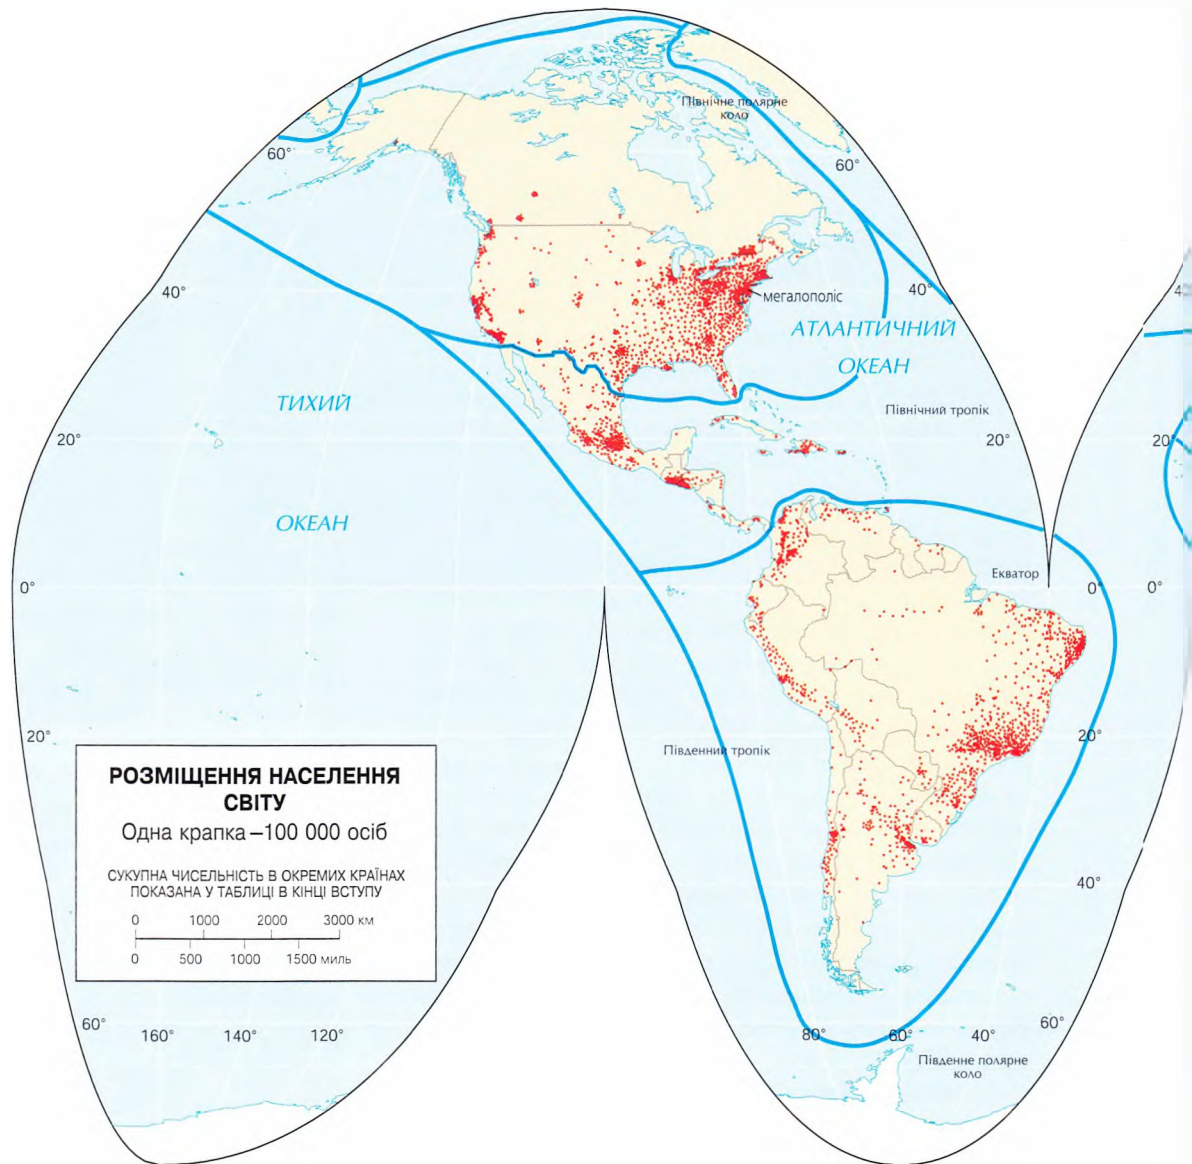 Північне полярне
коло
60°
60°
40°
40°
4
мегалополіс
АТЛАНТИЧНИЙ
ОКЕАН
ТИХИЙ
Північний тропік
20°
20°
20°
ОКЕАН
Екватор
0°
0°
0°
20°
Південний тропік
20°
РОЗМІЩЕННЯ НАСЕЛЕННЯ
СВІТУ
Одна крапка–100 000 осіб
СУКУПНА ЧИСЕЛЬНІСТЬ В ОКРЕМИХ КРАЇНАХ
ПОКАЗАНА У ТАБЛИЦІ В КІНЦІ ВСТУПУ
0 1000 2000 3000 км
0 500 1000 1500 миль
40°
60°
160° 140° 120°
80° 60° 40° 60°
Південне полярне
коло